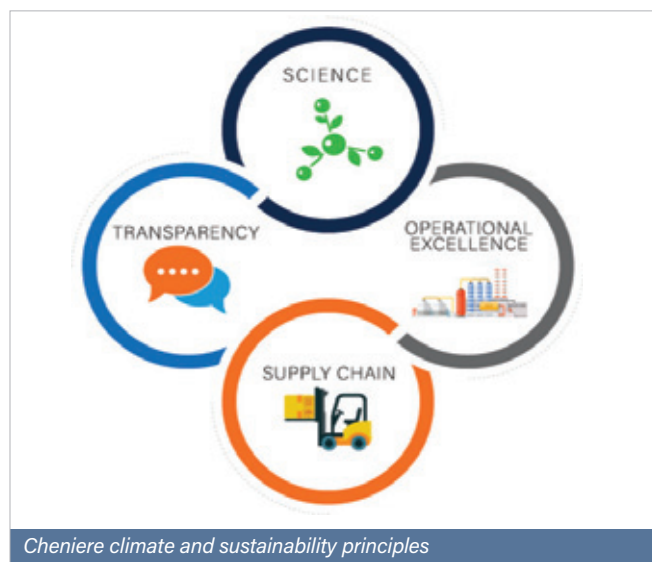 SCIENCE
TRANSPARENCY
OPERATIONAL
EXCELLENCE
SUPPLY CHAIN
Cheniere climate and sustainability principles